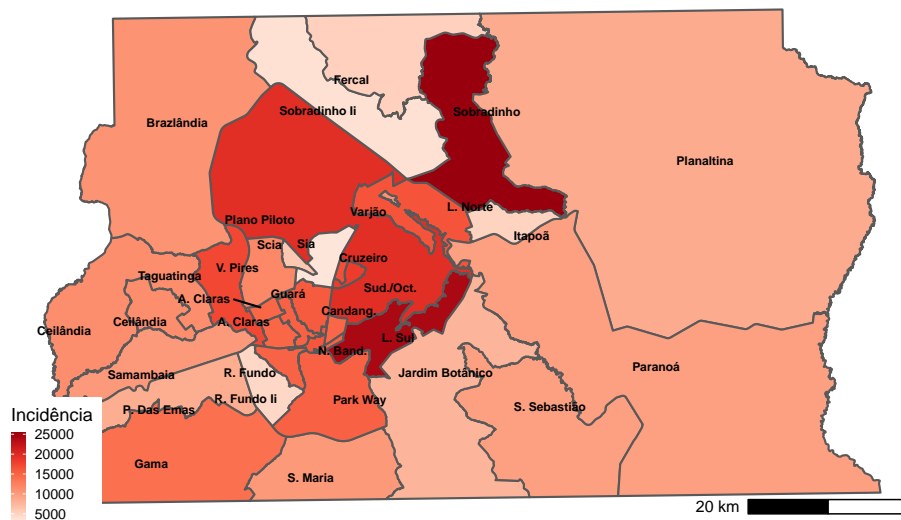 Fercal
Sobradinho Ii
Sobradinho
Brazlândia
Planaltina
Plano Piloto
Varjão
L. Norte
Itapoã
Scia
Sia
Cruzeiro
V. Pires
Taguatinga
Sud./Oct.
Guará
A. Claras
Candang.
Ceilândia
Ceilândia
A. Claras
L. Sul
N. Band.
Samambaia
R. Fundo
Jardim Botânico
Paranoá
R. Fundo Ii
Park Way
P. Das Emas
S. Sebastião
Gama
S. Maria
Incidência
25000
20000
15000
10000
5000
20 km